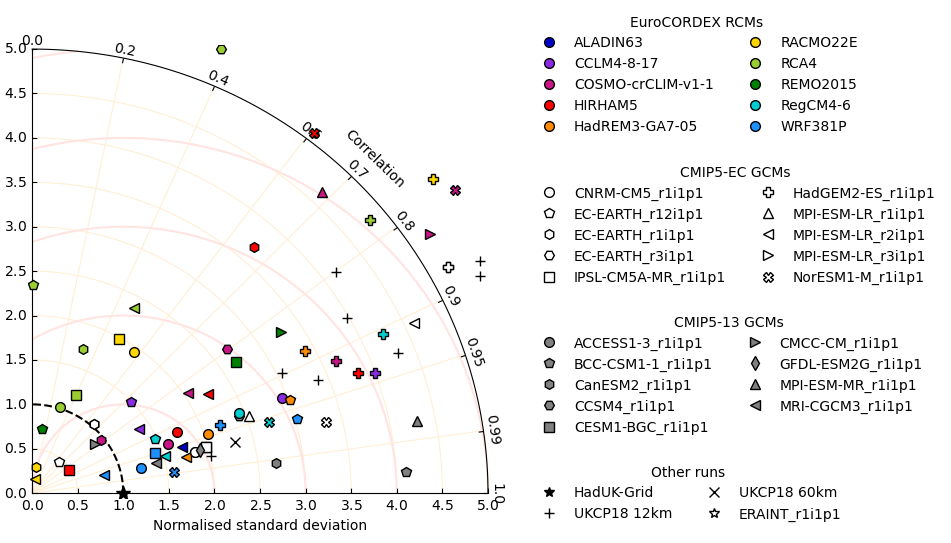 EuroCORDEX RCMs
ALADIN63 RACMO22E
CCLM4-8-17 RCA4
COSMO-crCLIM-v1-1 REMO2015
HIRHAM5 RegCM4-6
HadREM3-GA7-05 WRF381P
CMIP5-EC GCMs
CNRM-CM5_r1i1p1 HadGEM2-ES_r1i1p1
EC-EARTH_r12i1p1 MPI-ESM-LR_r1i1p1
EC-EARTH_r1i1p1 MPI-ESM-LR_r2i1p1
EC-EARTH_r3i1p1 MPI-ESM-LR_r3i1p1
IPSL-CM5A-MR_r1i1p1 NorESM1-M_r1i1p1
CMIP5-13 GCMs
ACCESS1-3_r1i1p1 CMCC-CM_r1i1p1
BCC-CSM1-1_r1i1p1 GFDL-ESM2G_r1i1p1
CanESM2_r1i1p1 MPI-ESM-MR_r1i1p1
CCSM4_r1i1p1 MRI-CGCM3_r1i1p1
CESM1-BGC_r1i1p1
Other runs
HadUK-Grid UKCP18 60km
UKCP18 12km ERAINT_r1i1p1
0.0
0.2
0.4
0.7
0.8
0.9
0.95
0.99
1.0
Correlation
5.0
4.5
4.0
3.5
3.0
2.5
2.0
1.5
1.0
0.5
0.0
0.0 0.5 1.0 1.5 2.0 2.5 3.0 3.5 4.0 4.5 5.0
Normalised standard deviation